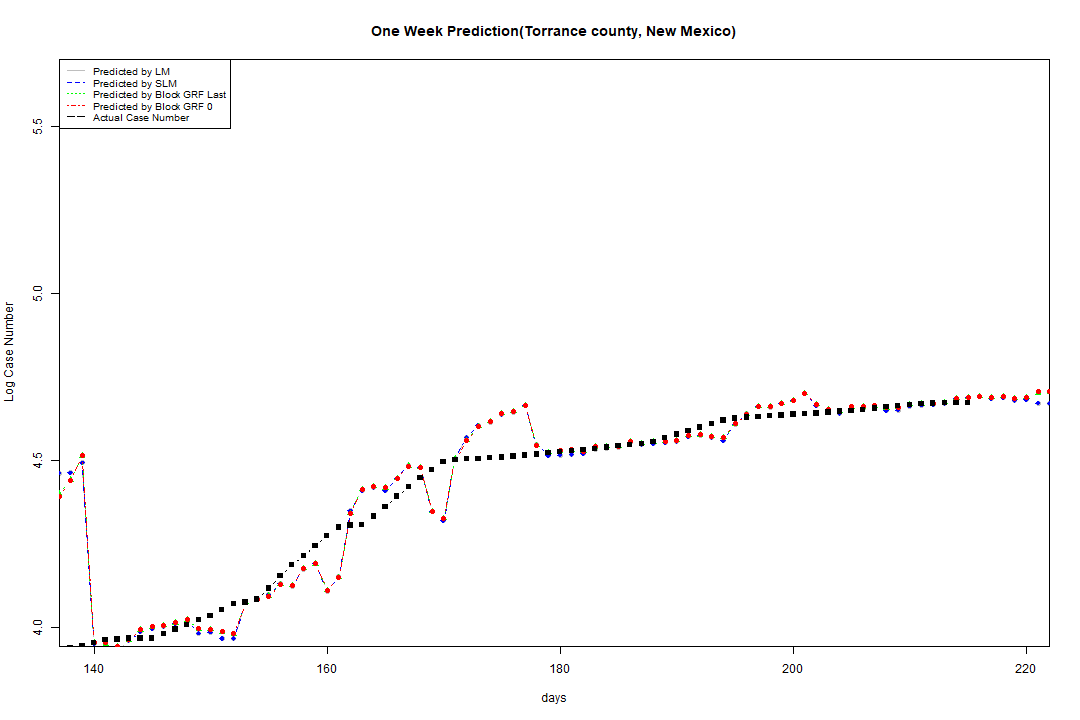 One Week Prediction(Torrance county, New Mexico)
Predicted by LM
Predicted by SLM
Predicted by Block GRF Last
Predicted by Block GRF 0
Actual Case Number
5.5
5.0
4.5
4.0
Log Case Number
140 160 180 200 220
days